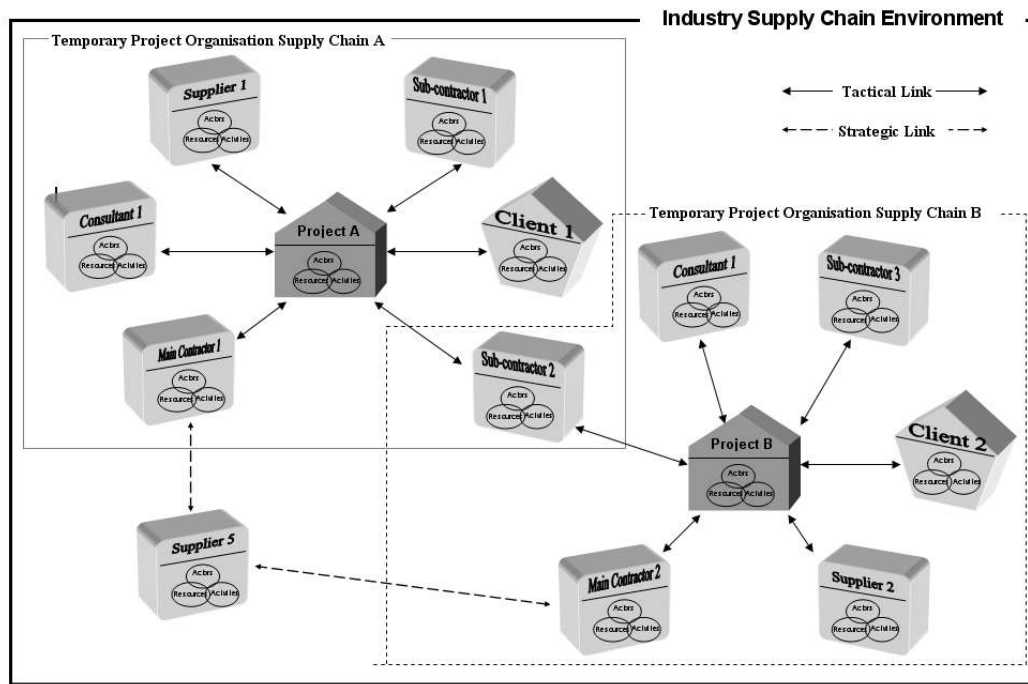 Industry Supply Chain Environment
Temporary Project Organisation Supply Chain A
Tactical Link
Strategic Link
Supplier 1
Actors
Resources Activities
Sub-contractor 1
Actors
Resources Activities
Consultant 1
Actors
Resources Activities
Project A
Actors
Resources Activities
Client 1
Actors
Resources Activities
Main Contractor 1
Actors
Resources Activities
Sub-contractor 2
Actors
Resources Activities
Temporary Project Organisation Supply Chain B
Consultant 1
Actors
Resources Activities
Sub-contractor 3
Actors
Resources Activities
Project B
Actors
Resources Activities
Client 2
Actors
Resources Activities
Supplier 5
Actors
Resources Activities
Main Contractor 2
Actors
Resources Activities
Supplier 2
Actors
Resources Activities